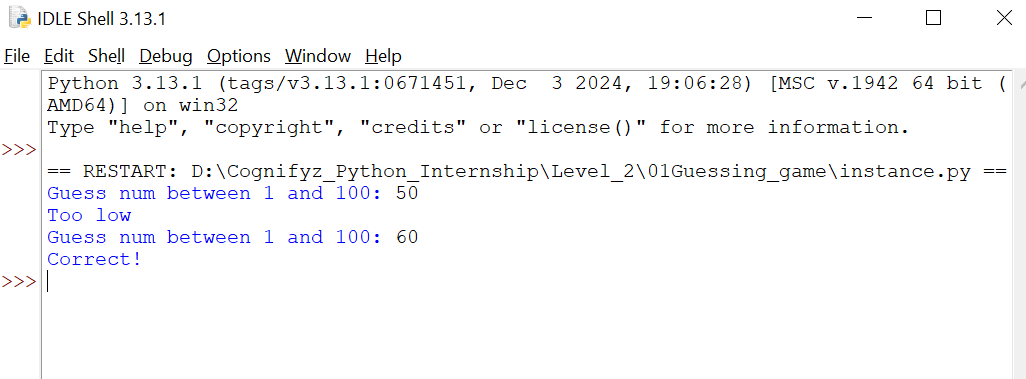 IDLE Shell 3.13.1
File Edit Shell Debug Options Window Help
Python 3.13.1 (tags/v3.13.1:0671451, Dec  3 2024, 19:06:28) [MSC v.1942 64 bit (
AMD64)] on win32
Type "help", "copyright", "credits" or "license()" for more information.
>>>
== RESTART: D:\Cognifyz_Python_Internship\Level_2\01Guessing_game\instance.py ==
Guess num between 1 and 100: 50
Too low
Guess num between 1 and 100: 60
Correct!
>>>